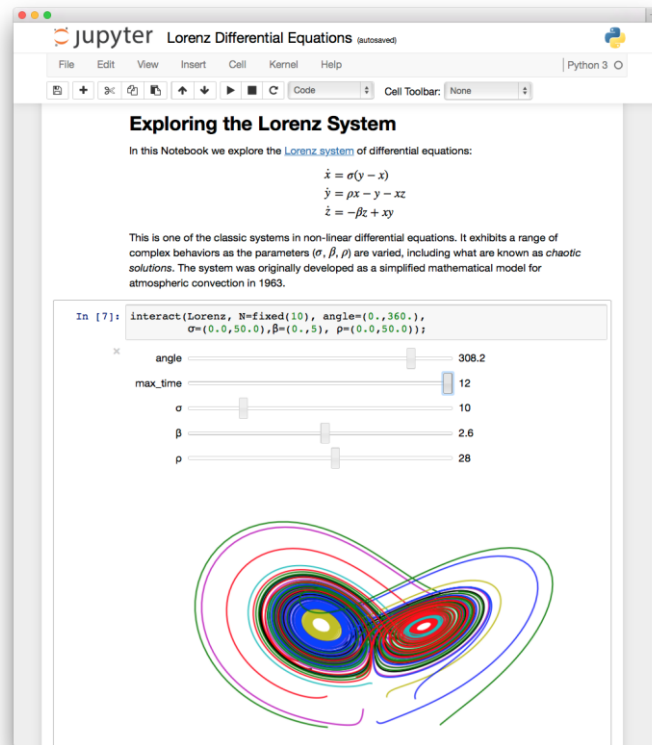 jupyter Lorenz Differential Equations (autosaved)
File Edit View Insert Cell Kernel Help Python 3
Code Cell Toolbar: None
Exploring the Lorenz System
In this Notebook we explore the Lorenz system of differential equations:
ẋ = σ(y − x)
ẏ = ρx − y − xz
ż = −βz + xy
This is one of the classic systems in non-linear differential equations. It exhibits a range of
complex behaviors as the parameters (σ, β, ρ) are varied, including what are known as chaotic
solutions. The system was originally developed as a simplified mathematical model for
atmospheric convection in 1963.
In [7]: interact(Lorenz, N=fixed(10), angle=(0.,360.),
σ=(0.0,50.0),β=(0.,5), ρ=(0.0,50.0));
angle 308.2
max_time 12
σ 10
β 2.6
ρ 28